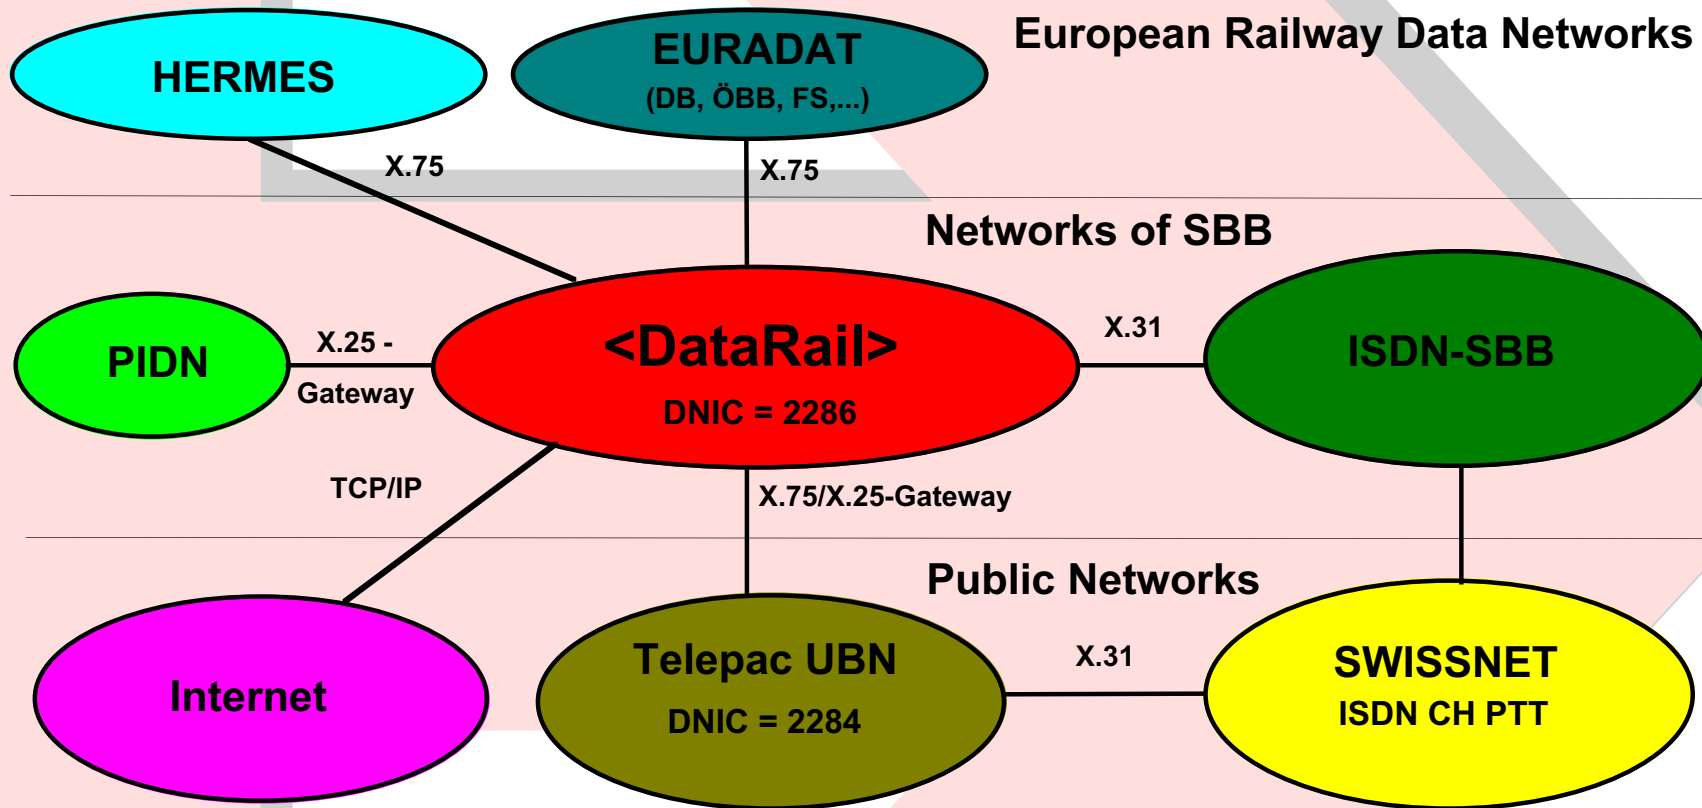 European Railway Data Networks
HERMES
EURADAT
(DB, ÖBB, FS,...)
X.75
X.75
Networks of SBB
PIDN
X.25 -
Gateway
<DataRail>
DNIC = 2286
X.31
ISDN-SBB
TCP/IP
X.75/X.25-Gateway
Public Networks
Internet
Telepac UBN
DNIC = 2284
X.31
SWISSNET
ISDN CH PTT